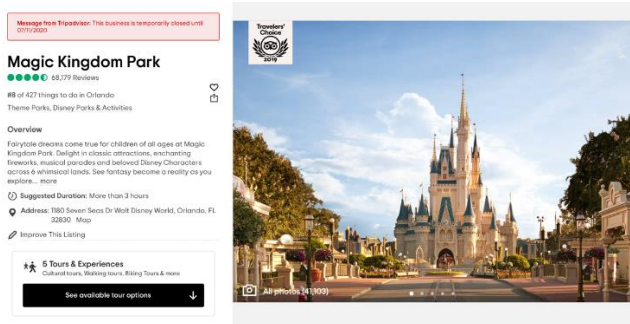 Message from Tripadvisor: This business is temporarily closed until
07/11/2020
Magic Kingdom Park
68,179 Reviews
#8 of 427 things to do in Orlando
Theme Parks, Disney Parks & Activities
Overview
Fairytale dreams come true for children of all ages at Magic
Kingdom Park. Delight in classic attractions, enchanting
fireworks, musical parades and beloved Disney Characters
across 6 whimsical lands. See fantasy become a reality as you
explore... more
Suggested Duration: More than 3 hours
Address: 1180 Seven Seas Dr Walt Disney World, Orlando, FL
32830 Map
Improve This Listing
5 Tours & Experiences
Cultural tours, Walking tours, Biking Tours & more
See available tour options
Travelers'
Choice
2019
All photos (41,103)